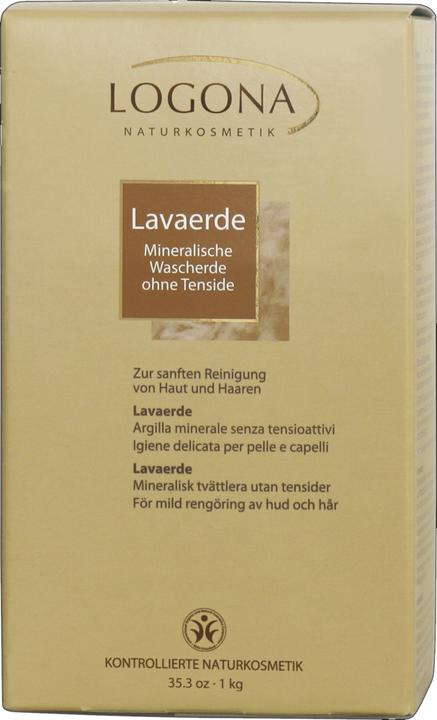 LOGONA
NATURKOSMETIK
Lavaerde
Mineralische
Wascherde
ohne Tenside
Zur sanften Reinigung
von Haut und Haaren
Lavaerde
Argilla minerale senza tensioattivi
Igiene delicata per pelle e capelli
Lavaerde
Mineralisk tvättlera utan tensider
För mild rengöring av hud och hår
KONTROLLIERTE NATURKOSMETIK
35.3 oz · 1 kg